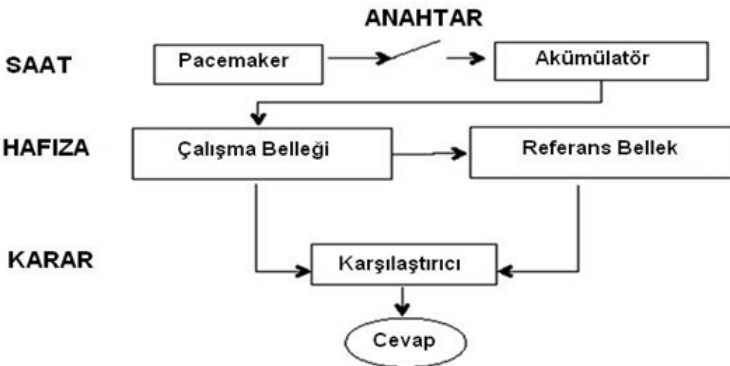 ANAHTAR
SAAT
Pacemaker
Akümülatör
HAFIZA
Çalışma Belleği
Referans Bellek
KARAR
Karşılaştırıcı
Cevap